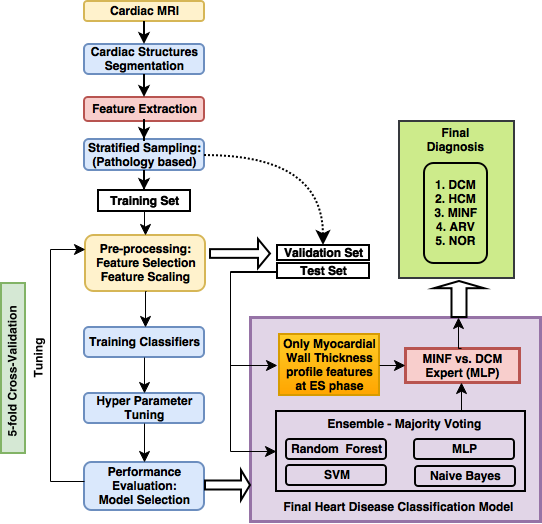 Cardiac MRI
Cardiac Structures
Segmentation
Feature Extraction
Stratified Sampling:
(Pathology based)
Training Set
Pre-processing:
Feature Selection
Feature Scaling
Training Classifiers
Hyper Parameter
Tuning
Performance
Evaluation:
Model Selection
5-fold Cross-Validation
Tuning
Validation Set
Test Set
Final
Diagnosis
1. DCM
2. HCM
3. MINF
4. ARV
5. NOR
Only Myocardial
Wall Thickness
profile features
at ES phase
MINF vs. DCM
Expert (MLP)
Ensemble - Majority Voting
Random Forest
MLP
SVM
Naive Bayes
Final Heart Disease Classification Model